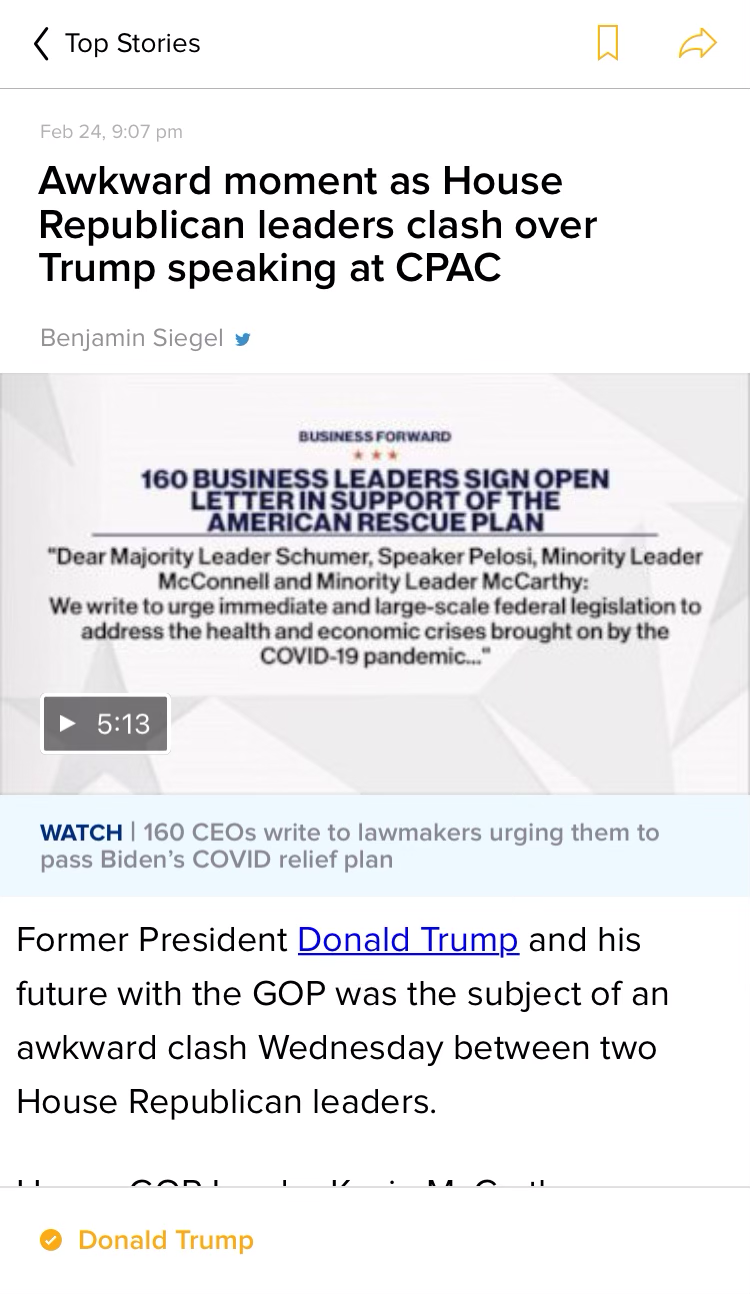 Top Stories
Feb 24, 9:07 pm
Awkward moment as House
Republican leaders clash over
Trump speaking at CPAC
Benjamin Siegel
BUSINESS FORWARD
160 BUSINESS LEADERS SIGN OPEN
LETTER IN SUPPORT OF THE
AMERICAN RESCUE PLAN
"Dear Majority Leader Schumer, Speaker Pelosi, Minority Leader
McConnell and Minority Leader McCarthy:
We write to urge immediate and large-scale federal legislation to
address the health and economic crises brought on by the
COVID-19 pandemic..."
5:13
WATCH | 160 CEOs write to lawmakers urging them to
pass Biden's COVID relief plan
Former President Donald Trump and his
future with the GOP was the subject of an
awkward clash Wednesday between two
House Republican leaders.
Donald Trump